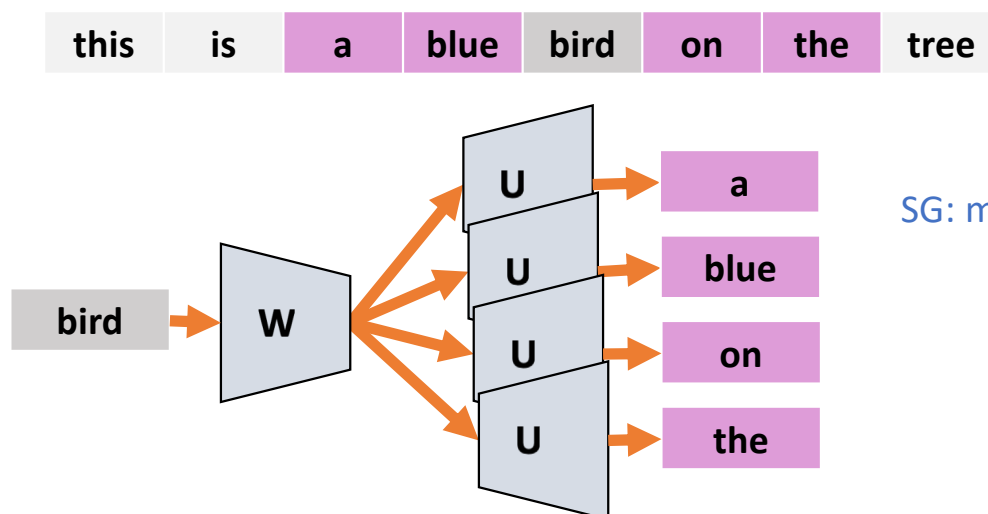 this is a blue bird on the tree
U a
SG: m
U blue
bird W
U on
U the